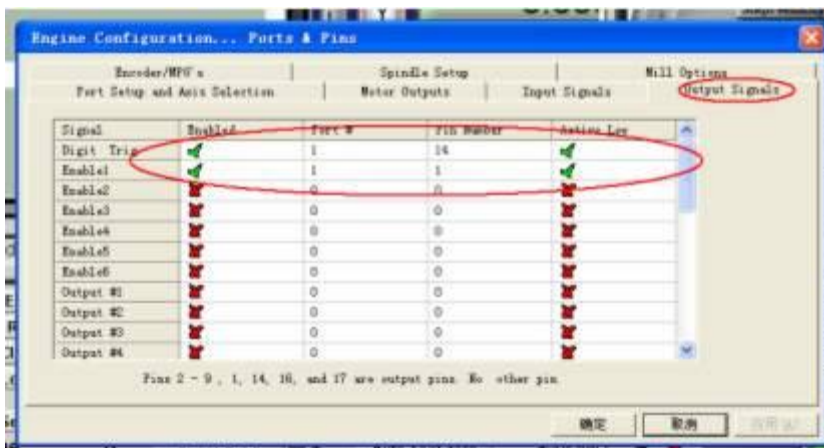 Engine Configuration... Ports & Pins
Encoder/MPG's Spindle Setup Mill Options
Port Setup and Axis Selection Motor Outputs Input Signals Output Signals
Signal Enabled Port # Pin Number Active Low
Digit Trig 1 14
Enable1 1 1
Enable2 0 0
Enable3 0 0
Enable4 0 0
Enable5 0 0
Enable6 0 0
Output #1 0 0
Output #2 0 0
Output #3 0 0
Output #4 0 0
Pins 2 - 9 , 1, 14, 16, and 17 are output pins. No other pin
确定 取消